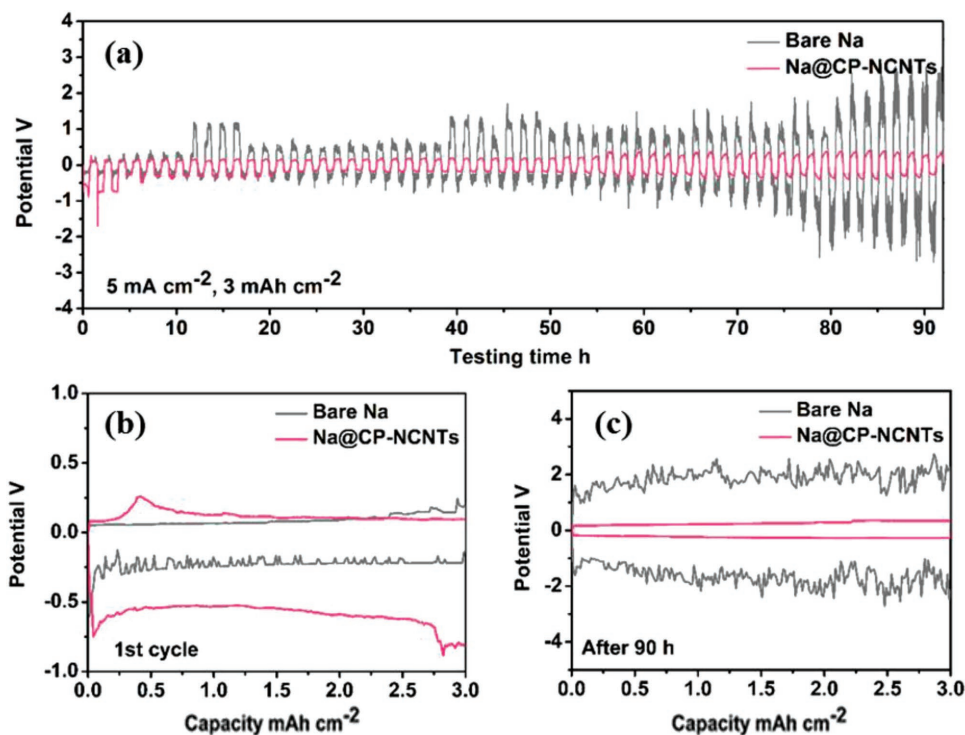 (a)
Bare Na
Na@CP-NCNTs
Potential V
4
3
2
1
0
-1
-2
-3
-4
5 mA cm-2, 3 mAh cm-2
0 10 20 30 40 50 60 70 80 90
Testing time h
(b)
Bare Na
Na@CP-NCNTs
Potential V
1.0
0.5
0.0
-0.5
-1.0
1st cycle
0.0 0.5 1.0 1.5 2.0 2.5 3.0
Capacity mAh cm-2
(c)
Bare Na
Na@CP-NCNTs
Potential V
4
2
0
-2
-4
After 90 h
0.0 0.5 1.0 1.5 2.0 2.5 3.0
Capacity mAh cm-2